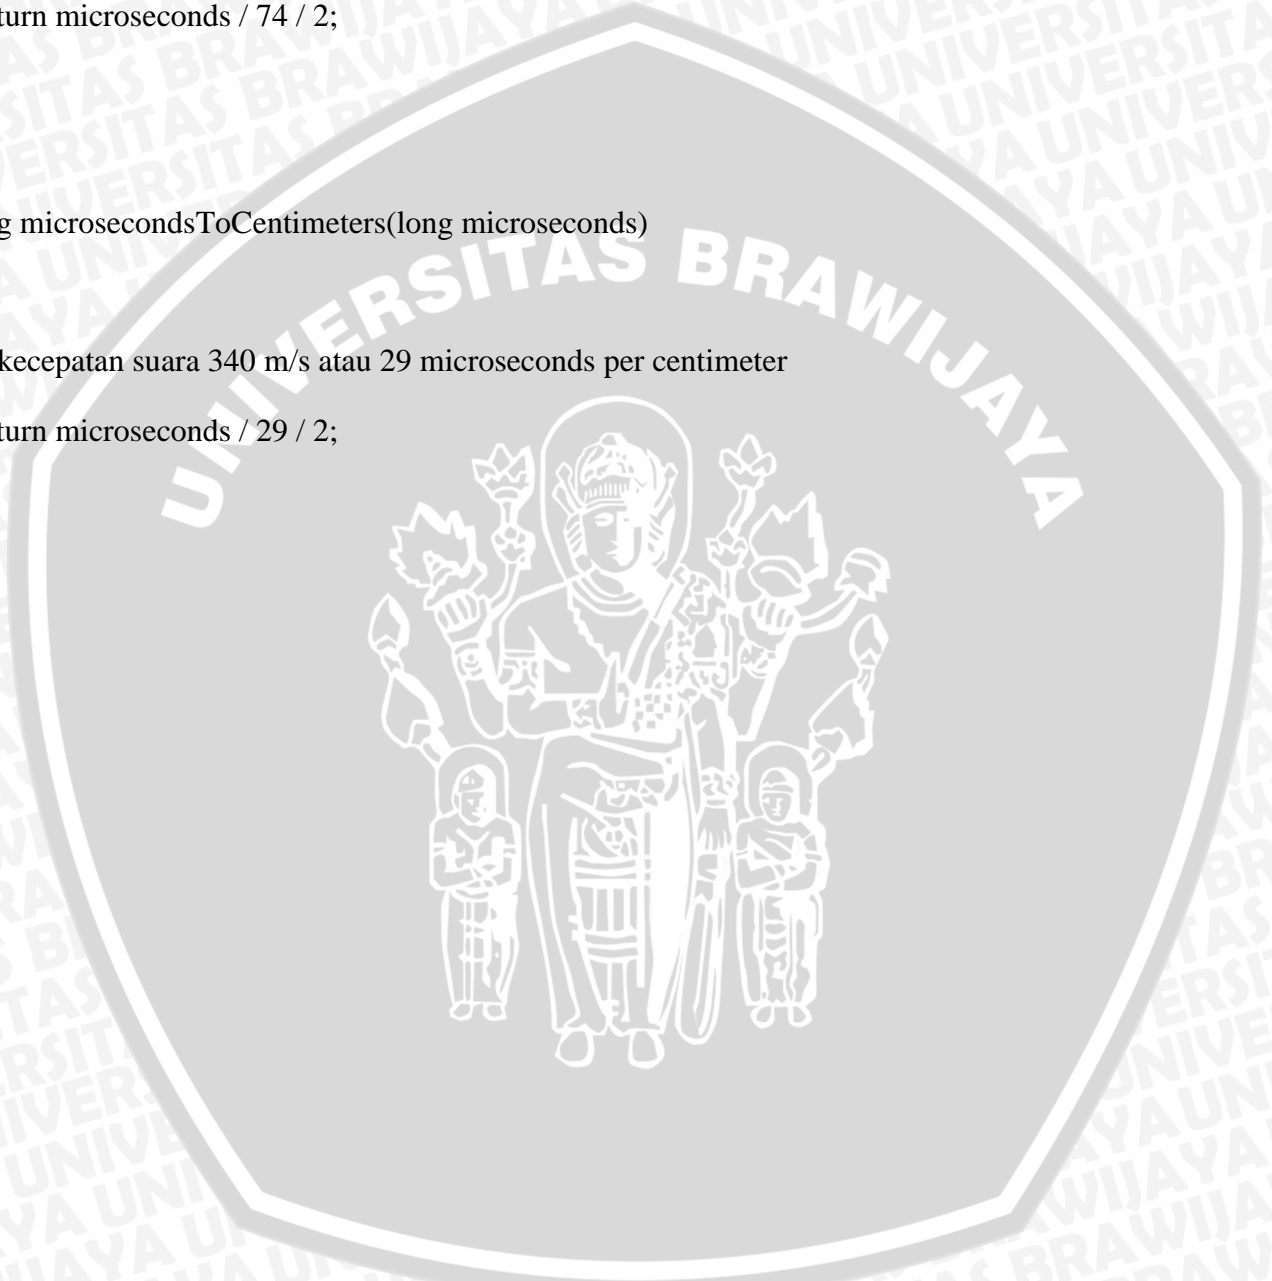 turn microseconds / 74 / 2;
g microsecondsToCentimeters(long microseconds)
kecepatan suara 340 m/s atau 29 microseconds per centimeter
turn microseconds / 29 / 2;
UNIVERSITAS BRAWIJAYA